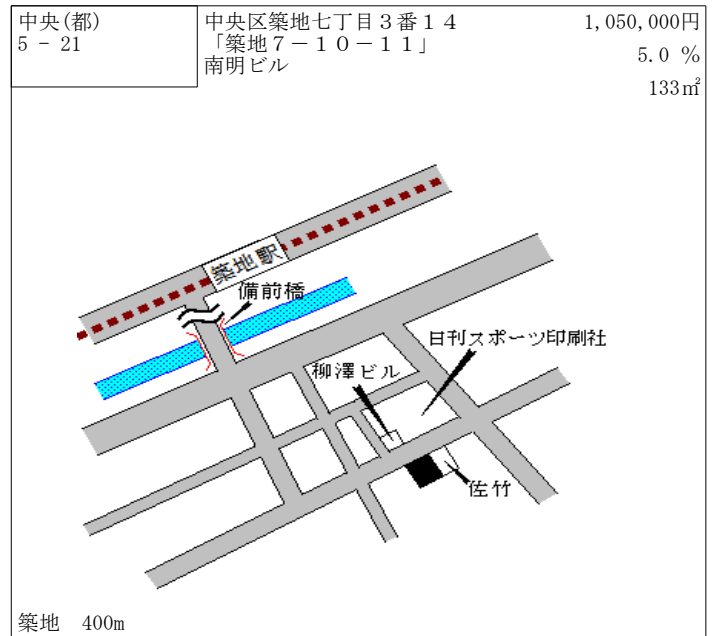 中央(都)
5 - 21
中央区築地七丁目３番１４
「築地７－１０－１１」
南明ビル
1,050,000円
5.0 %
133㎡
築地駅
備前橋
日刊スポーツ印刷社
柳澤ビル
佐竹
築地　400m